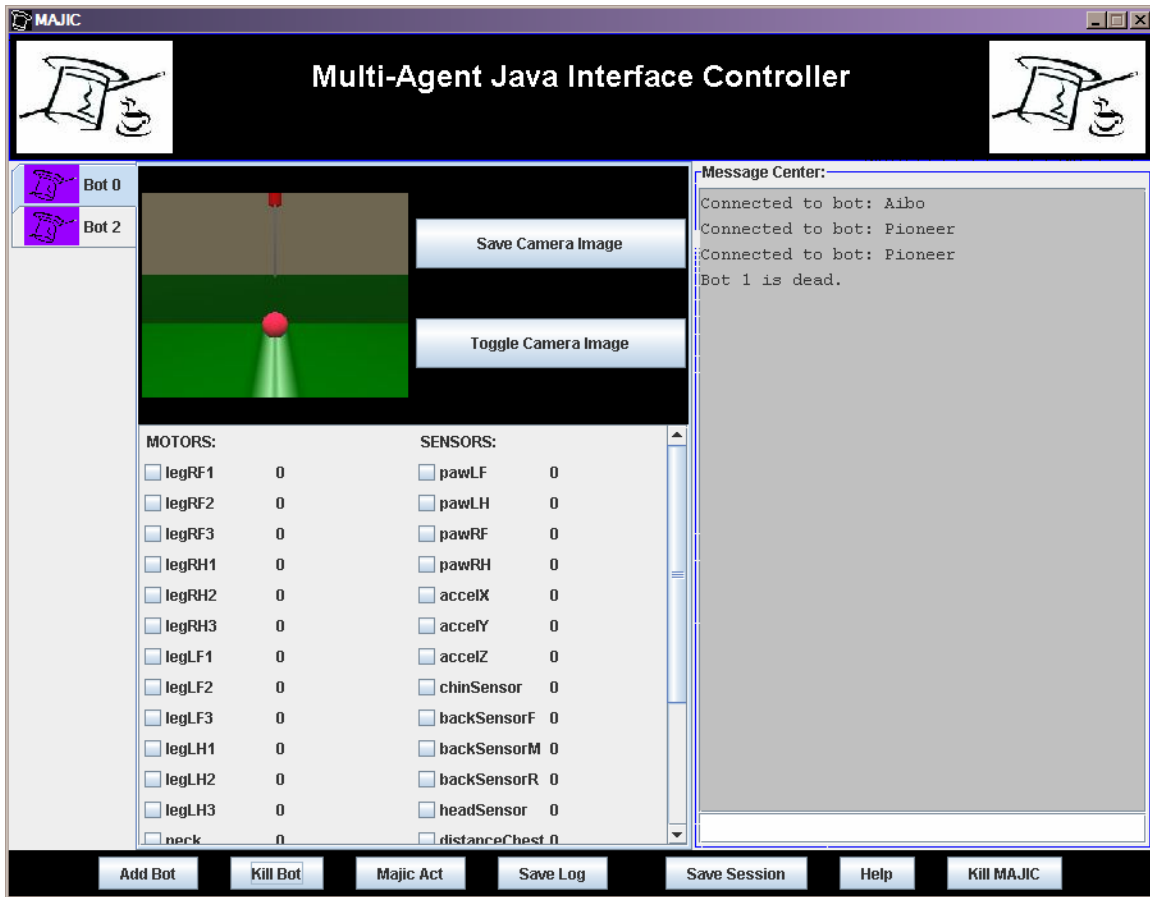 MAJIC
Multi-Agent Java Interface Controller
Bot 0
Bot 2
Save Camera Image
Toggle Camera Image
MOTORS: SENSORS:
legRF1 0 pawLF 0
legRF2 0 pawLH 0
legRF3 0 pawRF 0
legRH1 0 pawRH 0
legRH2 0 accelX 0
legRH3 0 accelY 0
legLF1 0 accelZ 0
legLF2 0 chinSensor 0
legLF3 0 backSensorF 0
legLH1 0 backSensorM 0
legLH2 0 backSensorR 0
legLH3 0 headSensor 0
neck 0 distanceChest 0
Message Center:
Connected to bot: Aibo
Connected to bot: Pioneer
Connected to bot: Pioneer
Bot 1 is dead.
Add Bot Kill Bot Majic Act Save Log Save Session Help Kill MAJIC